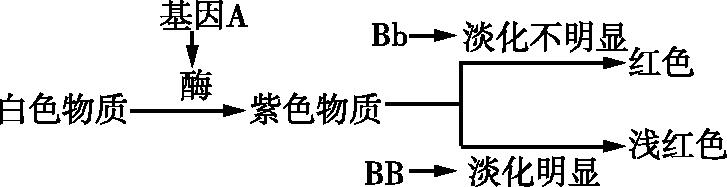 基因A
Bb 淡化不明显
酶 红色
白色物质 紫色物质
浅红色
BB 淡化明显